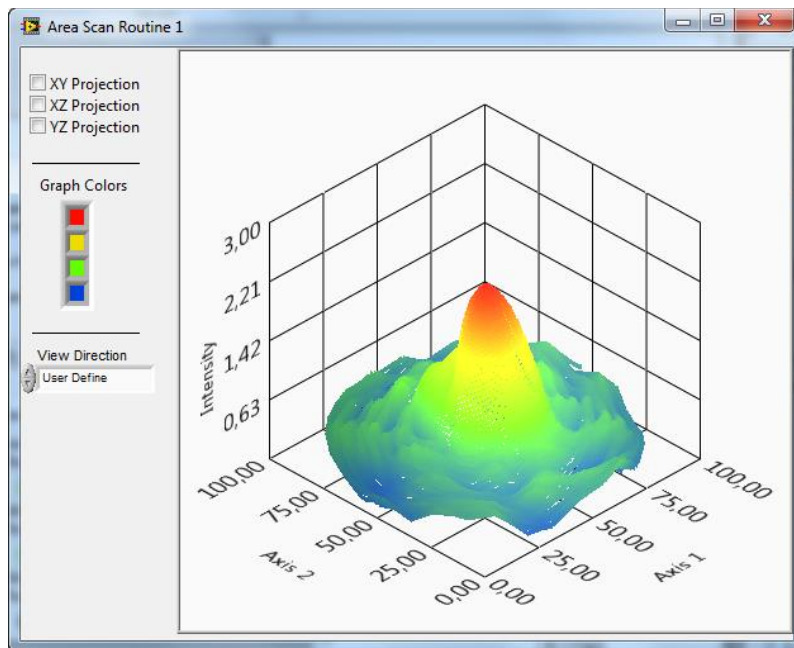 Area Scan Routine 1
XY Projection
XZ Projection
YZ Projection
Graph Colors
View Direction
User Define
3,00
2,21
1,42
0,63
Intensity
100,00
75,00
50,00
25,00
0,00
Axis 2
0,00
25,00
50,00
75,00
100,00
Axis 1